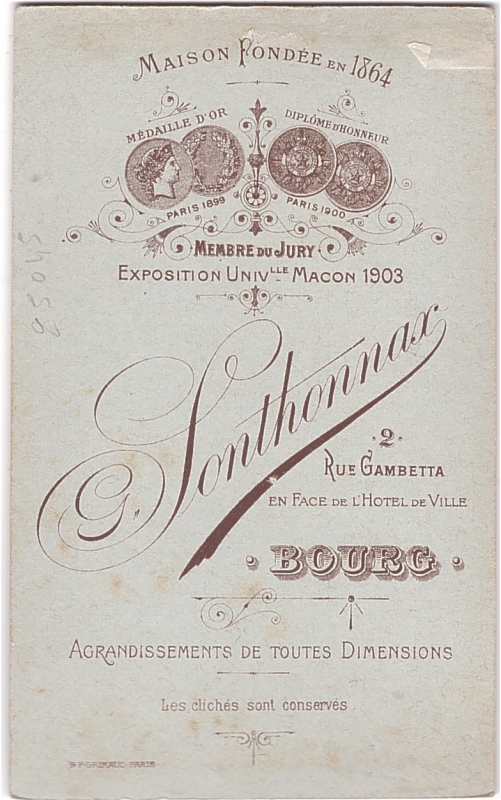 MAISON FONDÉE EN 1864
MÉDAILLE D'OR
DIPLÔME D'HONNEUR
PARIS 1899
PARIS 1900
MEMBRE DU JURY
EXPOSITION UNIVLLE MACON 1903
G. Sonthonnax
·2·
RUE GAMBETTA
EN FACE DE L'HOTEL DE VILLE
· BOURG ·
AGRANDISSEMENTS DE TOUTES DIMENSIONS
Les clichés sont conservés
B.P. GRIMAUD. PARIS